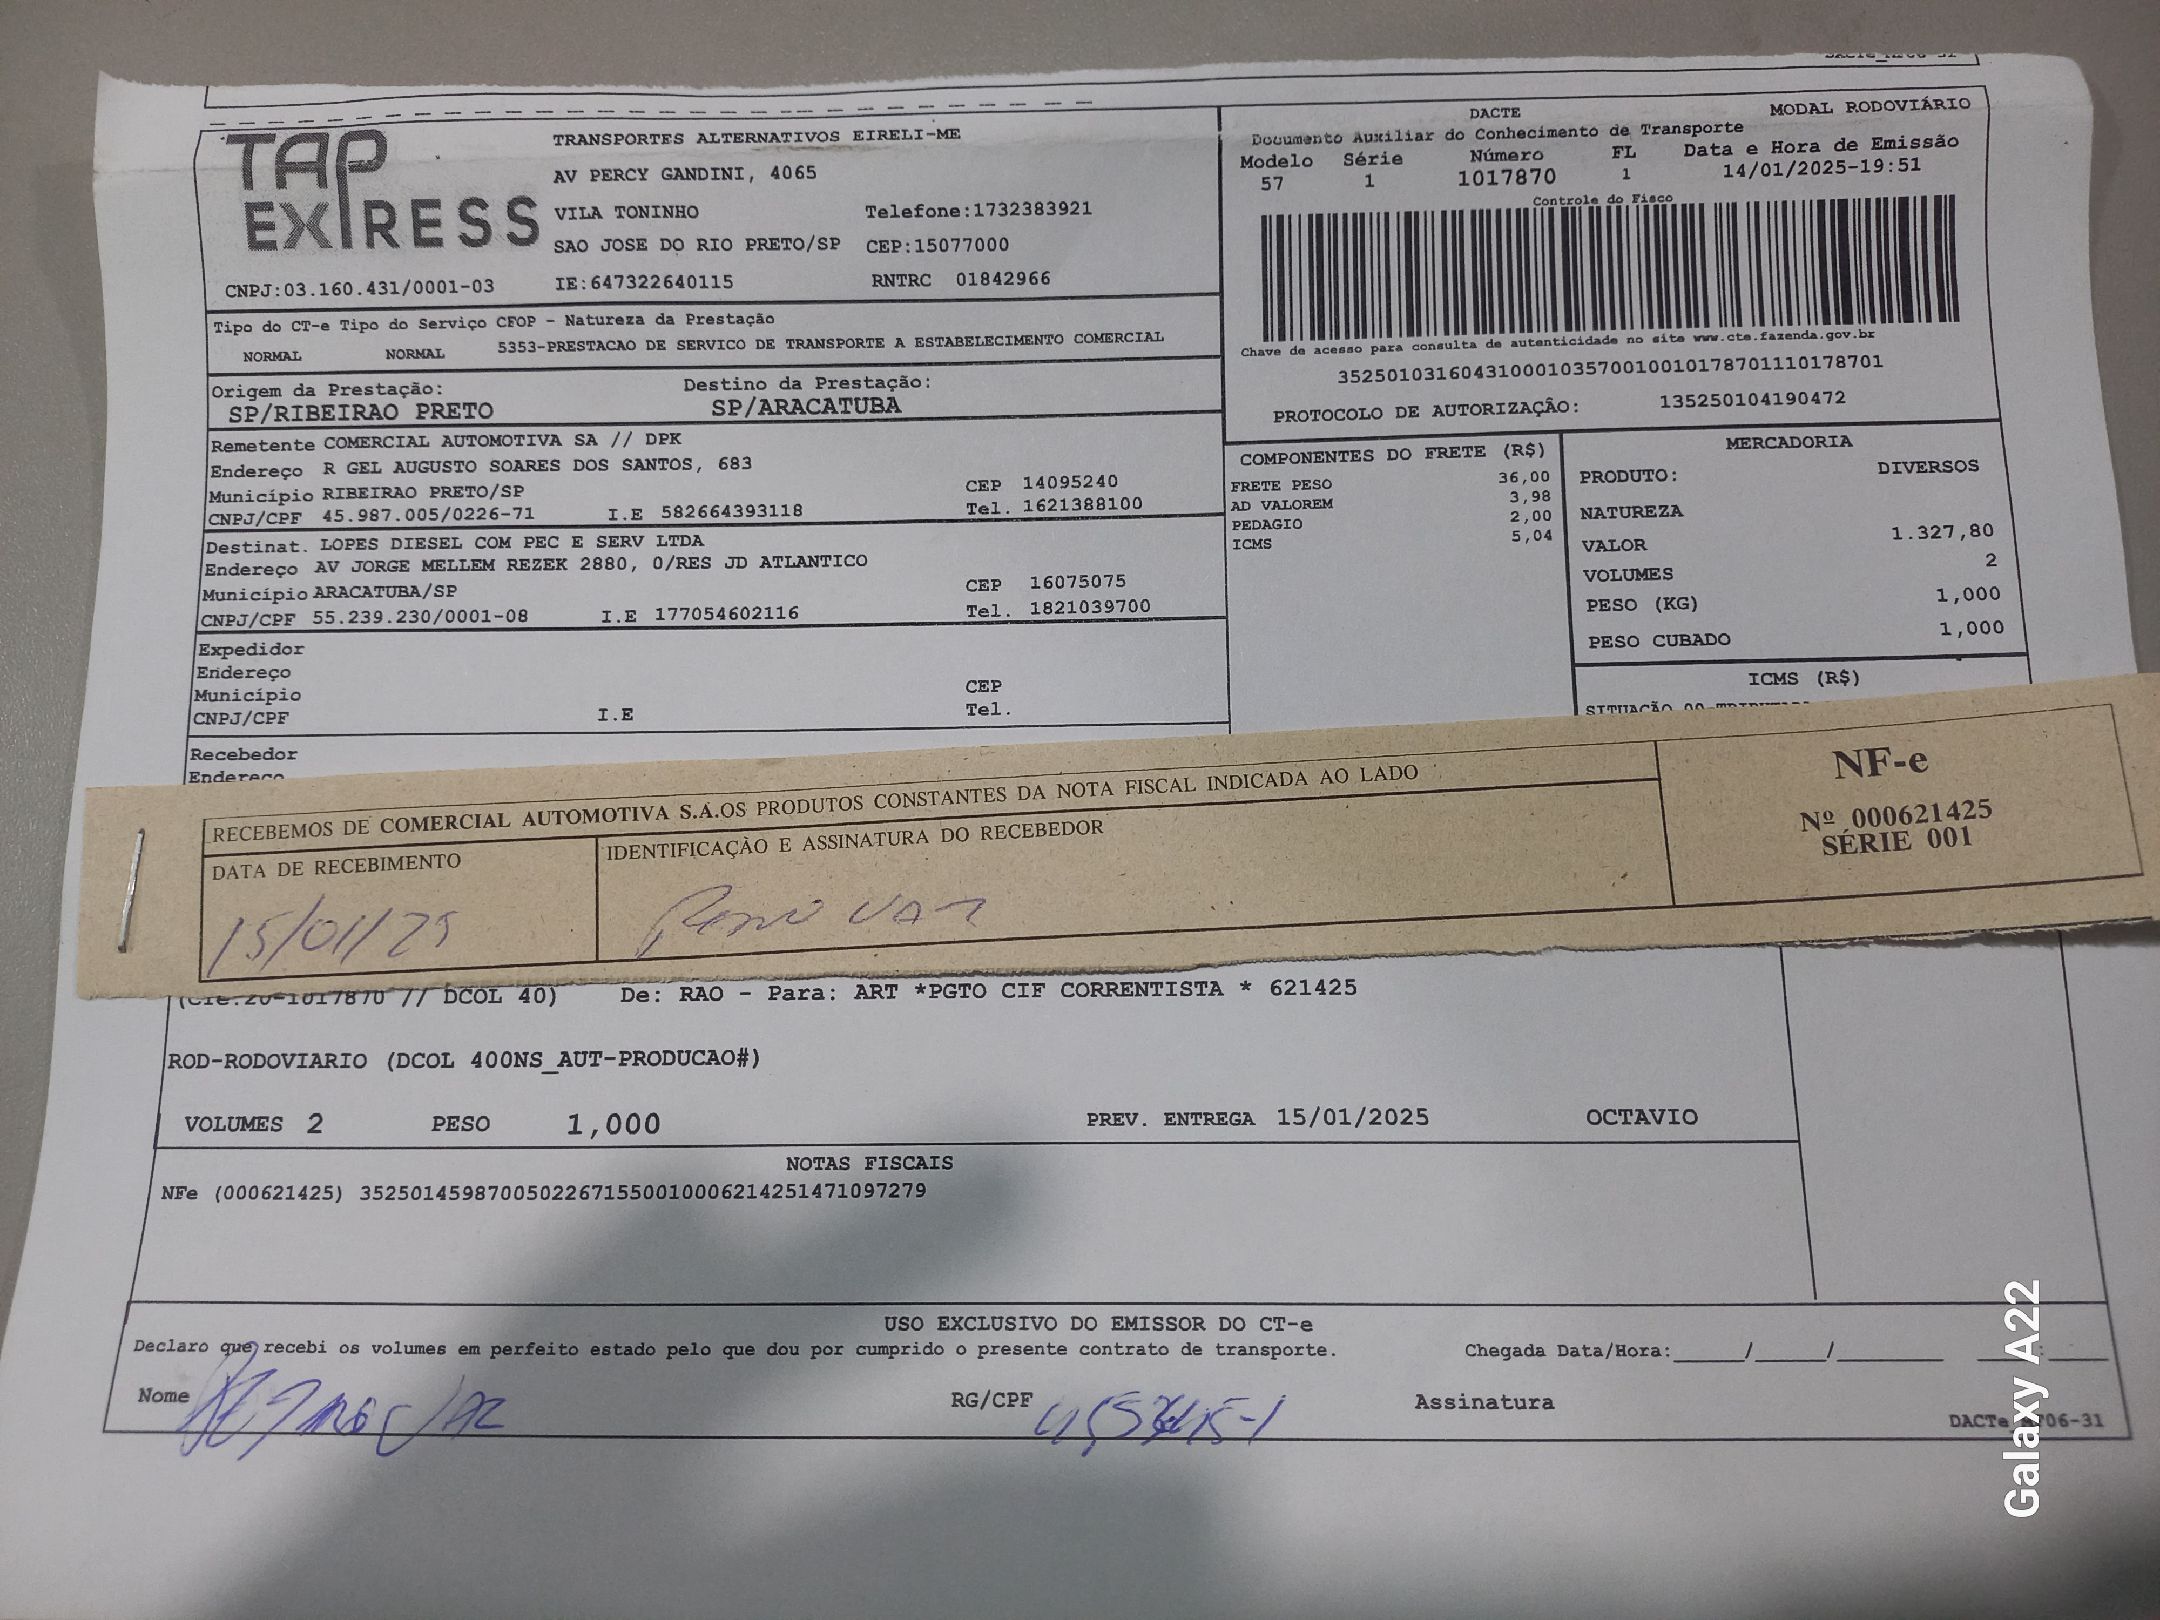 TAP EXPRESS
TRANSPORTES ALTERNATIVOS EIRELI-ME
AV PERCY GANDINI, 4065
VILA TONINHO Telefone:1732383921
SAO JOSE DO RIO PRETO/SP CEP:15077000
CNPJ:03.160.431/0001-03 IE:647322640115 RNTRC 01842966
DACTE MODAL RODOVIÁRIO
Documento Auxiliar do Conhecimento de Transporte
Modelo Série Número FL Data e Hora de Emissão
57 1 1017870 1 14/01/2025-19:51
Controle do Fisco
Chave de acesso para consulta de autenticidade no site www.cte.fazenda.gov.br
35250103160431000103570010010178701110178701
PROTOCOLO DE AUTORIZAÇÃO: 135250104190472
Tipo do CT-e Tipo do Serviço CFOP - Natureza da Prestação
NORMAL NORMAL 5353-PRESTACAO DE SERVICO DE TRANSPORTE A ESTABELECIMENTO COMERCIAL
Origem da Prestação: Destino da Prestação:
SP/RIBEIRAO PRETO SP/ARACATUBA
Remetente COMERCIAL AUTOMOTIVA SA // DPK
Endereço R GEL AUGUSTO SOARES DOS SANTOS, 683
Município RIBEIRAO PRETO/SP CEP 14095240
CNPJ/CPF 45.987.005/0226-71 I.E 582664393118 Tel. 1621388100
Destinat. LOPES DIESEL COM PEC E SERV LTDA
Endereço AV JORGE MELLEM REZEK 2880, 0/RES JD ATLANTICO
Município ARACATUBA/SP CEP 16075075
CNPJ/CPF 55.239.230/0001-08 I.E 177054602116 Tel. 1821039700
Expedidor
Endereço
Município CEP
CNPJ/CPF I.E Tel.
Recebedor
Endereço
COMPONENTES DO FRETE (R$)
FRETE PESO 36,00
AD VALOREM 3,98
PEDAGIO 2,00
ICMS 5,04
MERCADORIA
PRODUTO: DIVERSOS
NATUREZA
VALOR 1.327,80
VOLUMES 2
PESO (KG) 1,000
PESO CUBADO 1,000
ICMS (R$)
SITUAÇÃO 00-
RECEBEMOS DE COMERCIAL AUTOMOTIVA S.A.OS PRODUTOS CONSTANTES DA NOTA FISCAL INDICADA AO LADO
DATA DE RECEBIMENTO IDENTIFICAÇÃO E ASSINATURA DO RECEBEDOR
15/01/25
NF-e
Nº 000621425
SÉRIE 001
(Cte:20-1017870 // DCOL 40) De: RAO - Para: ART *PGTO CIF CORRENTISTA * 621425
ROD-RODOVIARIO (DCOL 400NS_AUT-PRODUCAO#)
VOLUMES 2 PESO 1,000 PREV. ENTREGA 15/01/2025 OCTAVIO
NOTAS FISCAIS
NFe (000621425) 35250145987005022671550010006214251471097279
USO EXCLUSIVO DO EMISSOR DO CT-e
Declaro que recebi os volumes em perfeito estado pelo que dou por cumprido o presente contrato de transporte. Chegada Data/Hora:_____/_____/_______ ___:____
Nome RG/CPF Assinatura
Galaxy A22